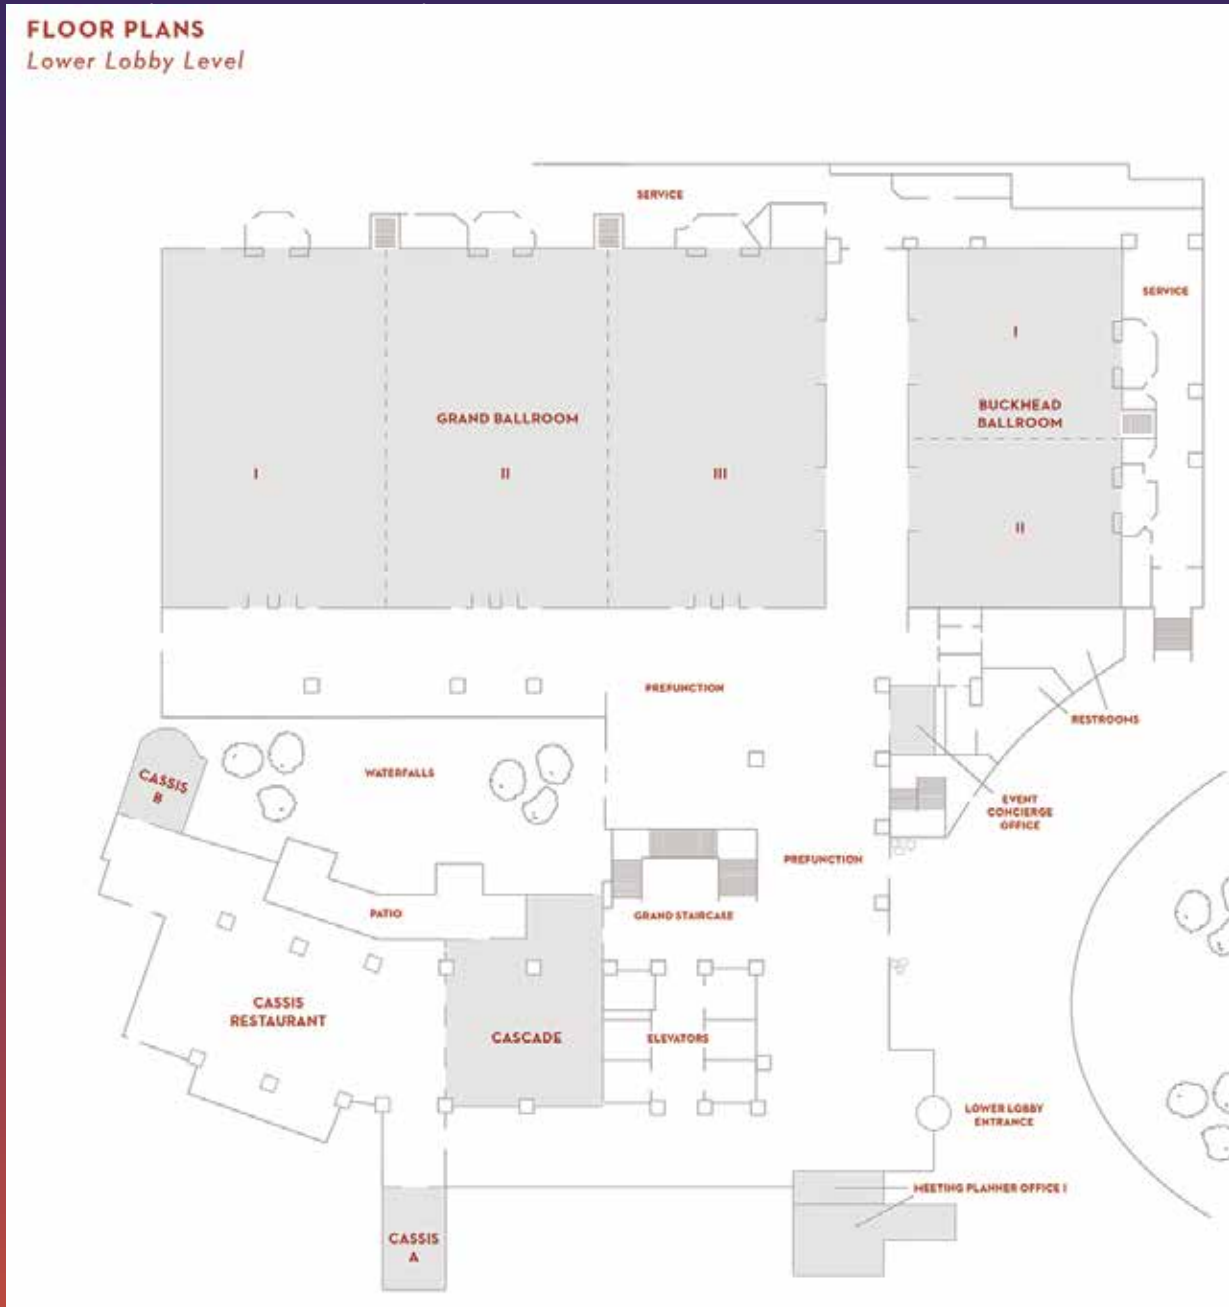 FLOOR PLANS
Lower Lobby Level
SERVICE
SERVICE
I
BUCKHEAD
BALLROOM
GRAND BALLROOM
I
II
III
II
PREFUNCTION
RESTROOMS
WATERFALLS
CASSIS
B
EVENT
CONCIERGE
OFFICE
PREFUNCTION
PATIO
GRAND STAIRCASE
CASSIS
RESTAURANT
CASCADE
ELEVATORS
LOWER LOBBY
ENTRANCE
MEETING PLANNER OFFICE I
CASSIS
A